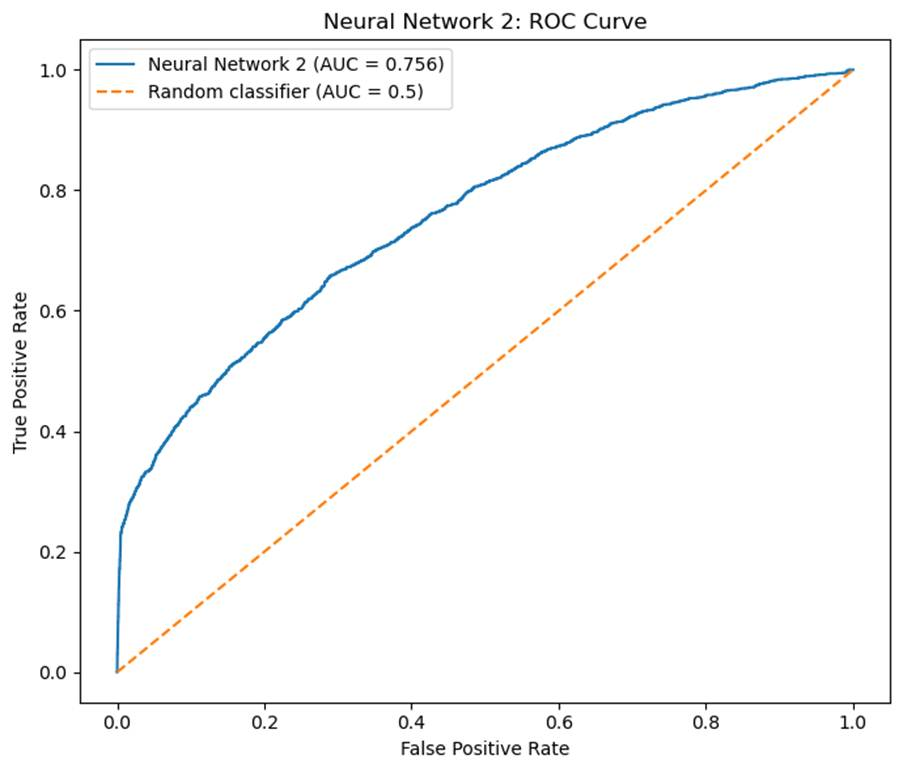 Neural Network 2: ROC Curve
Neural Network 2 (AUC = 0.756)
Random classifier (AUC = 0.5)
True Positive Rate
1.0
0.8
0.6
0.4
0.2
0.0
0.0 0.2 0.4 0.6 0.8 1.0
False Positive Rate